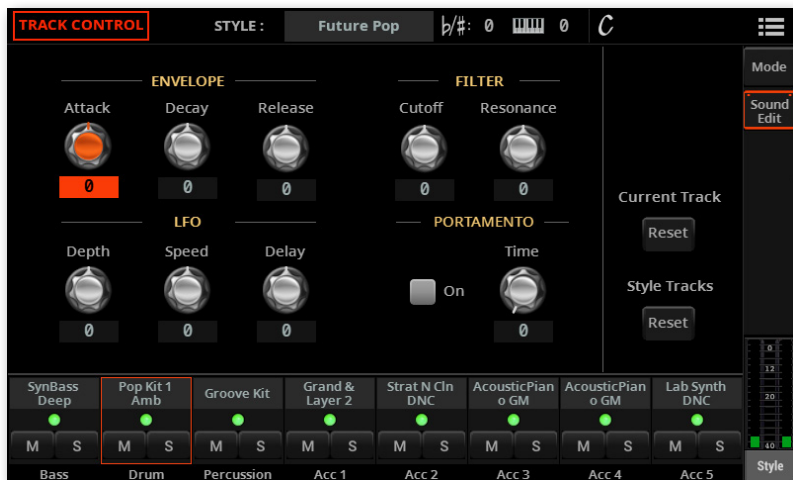 TRACK CONTROL STYLE : Future Pop ♭/#: 0 0 C
Mode
Sound
Edit
ENVELOPE FILTER
Attack Decay Release Cutoff Resonance
0 0 0 0 0
LFO PORTAMENTO
Depth Speed Delay On Time
0 0 0 0
Current Track
Reset
Style Tracks
Reset
0
12
20
40
SynBass
Deep
Pop Kit 1
Amb
Groove Kit
Grand &
Layer 2
Strat N Cln
DNC
AcousticPian
o GM
AcousticPian
o GM
Lab Synth
DNC
M S M S M S M S M S M S M S M S
Bass Drum Percussion Acc 1 Acc 2 Acc 3 Acc 4 Acc 5
Style